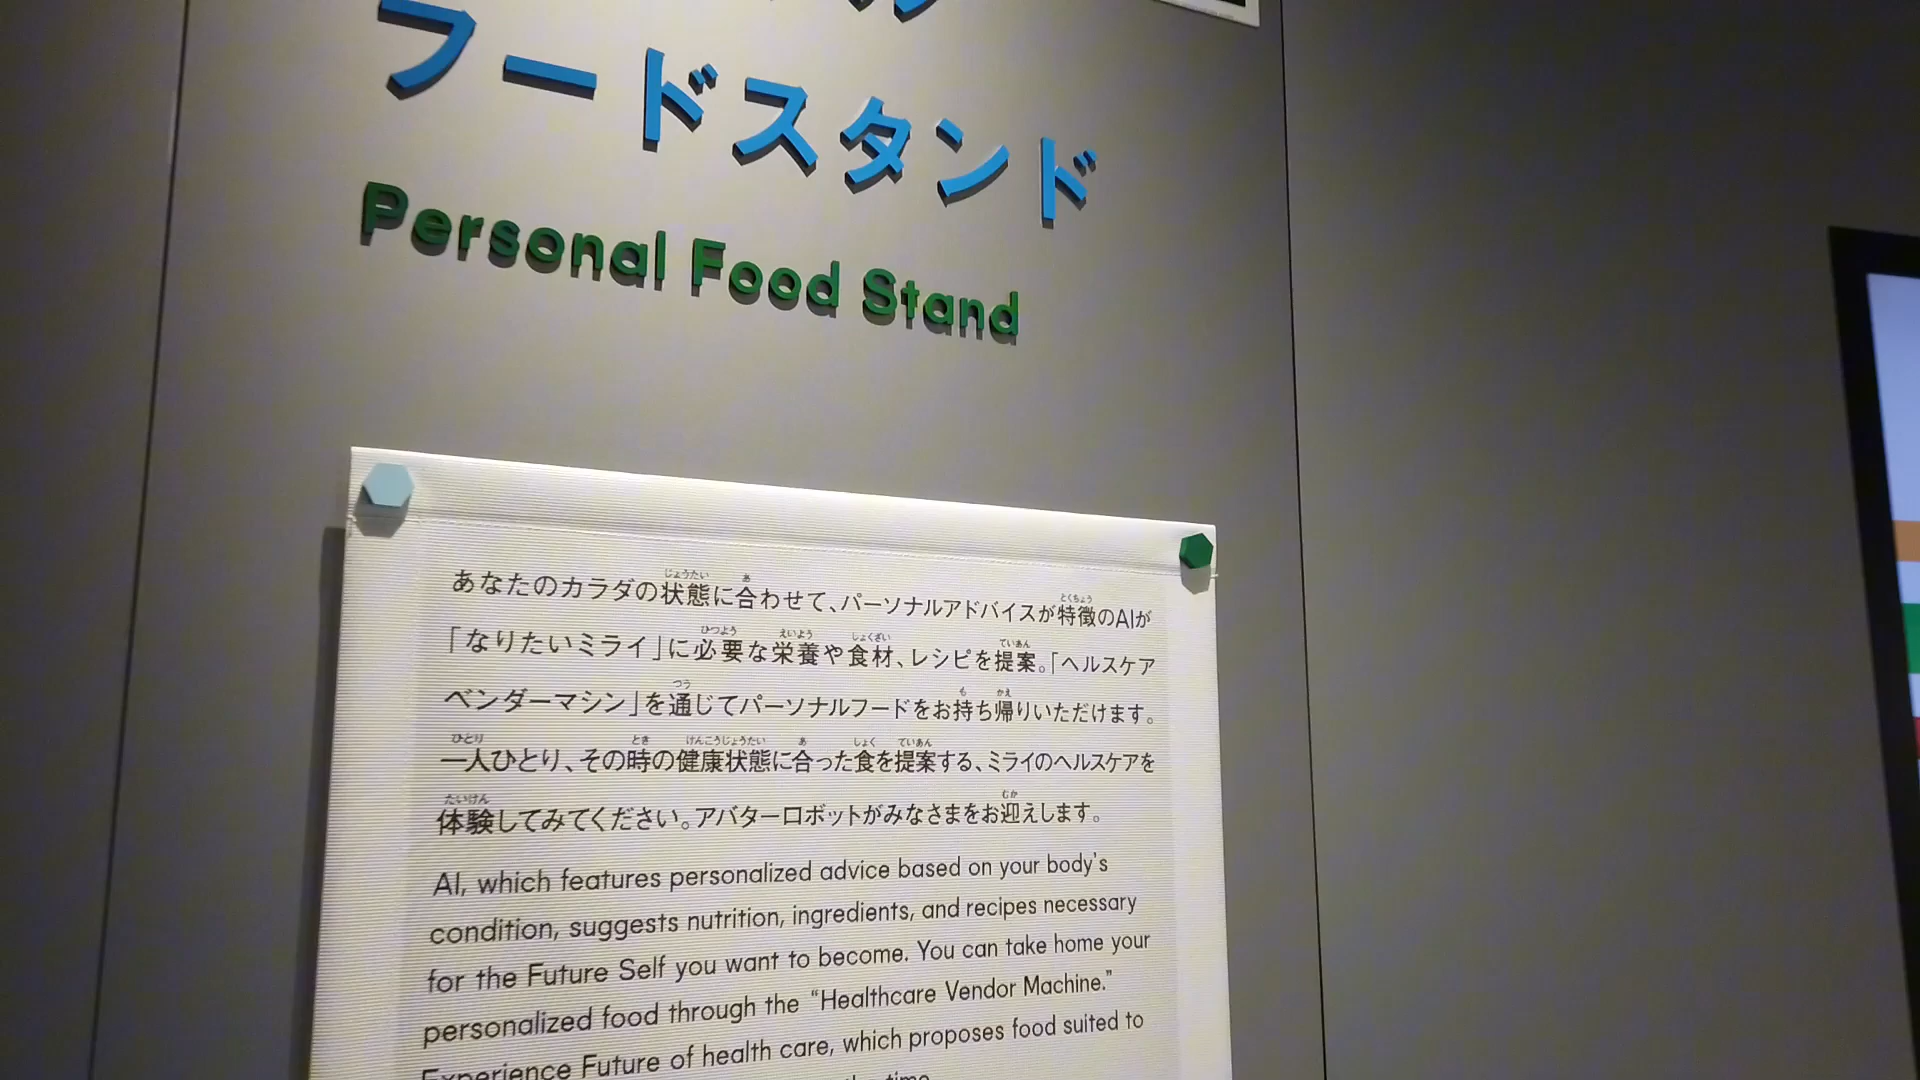 フードスタンド
Personal Food Stand
あなたのカラダの状態に合わせて、パーソナルアドバイスが特徴のAIが
「なりたいミライ」に必要な栄養や食材、レシピを提案。「ヘルスケア
ベンダーマシン」を通じてパーソナルフードをお持ち帰りいただけます。
一人ひとり、その時の健康状態に合った食を提案する、ミライのヘルスケアを
体験してみてください。アバターロボットがみなさまをお迎えします。
AI, which features personalized advice based on your body's
condition, suggests nutrition, ingredients, and recipes necessary
for the Future Self you want to become. You can take home your
personalized food through the “Healthcare Vendor Machine.”
Experience Future of health care, which proposes food suited to
the time